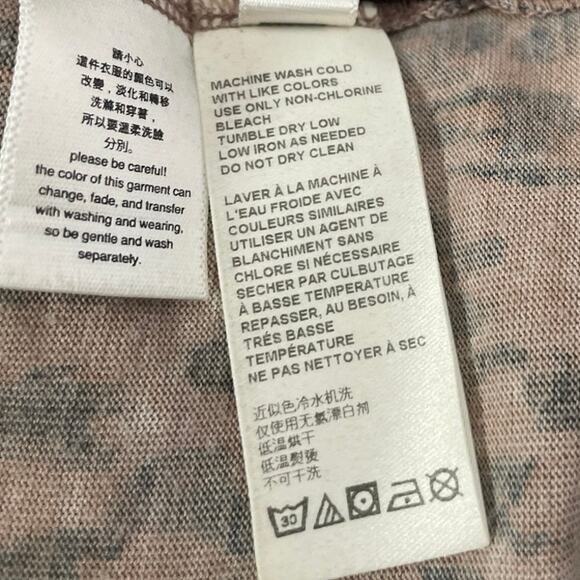 請小心
這件衣服的顏色可以
改變，淡化和轉移
洗滌和穿著，
所以要溫柔洗臉
分別。
please be careful!
the color of this garment can
change, fade, and transfer
with washing and wearing,
so be gentle and wash
separately.
MACHINE WASH COLD
WITH LIKE COLORS
USE ONLY NON-CHLORINE
BLEACH
TUMBLE DRY LOW
LOW IRON AS NEEDED
DO NOT DRY CLEAN
LAVER À LA MACHINE À
L'EAU FROIDE AVEC
COULEURS SIMILAIRES
UTILISER UN AGENT DE
BLANCHIMENT SANS
CHLORE SI NÉCESSAIRE
SECHER PAR CULBUTAGE
À BASSE TEMPERATURE
REPASSER, AU BESOIN, À
TRÉS BASSE
TEMPÉRATURE
NE PAS NETTOYER À SEC
近似色冷水机洗
仅使用无氯漂白剂
低温烘干
低温熨烫
不可干洗
30